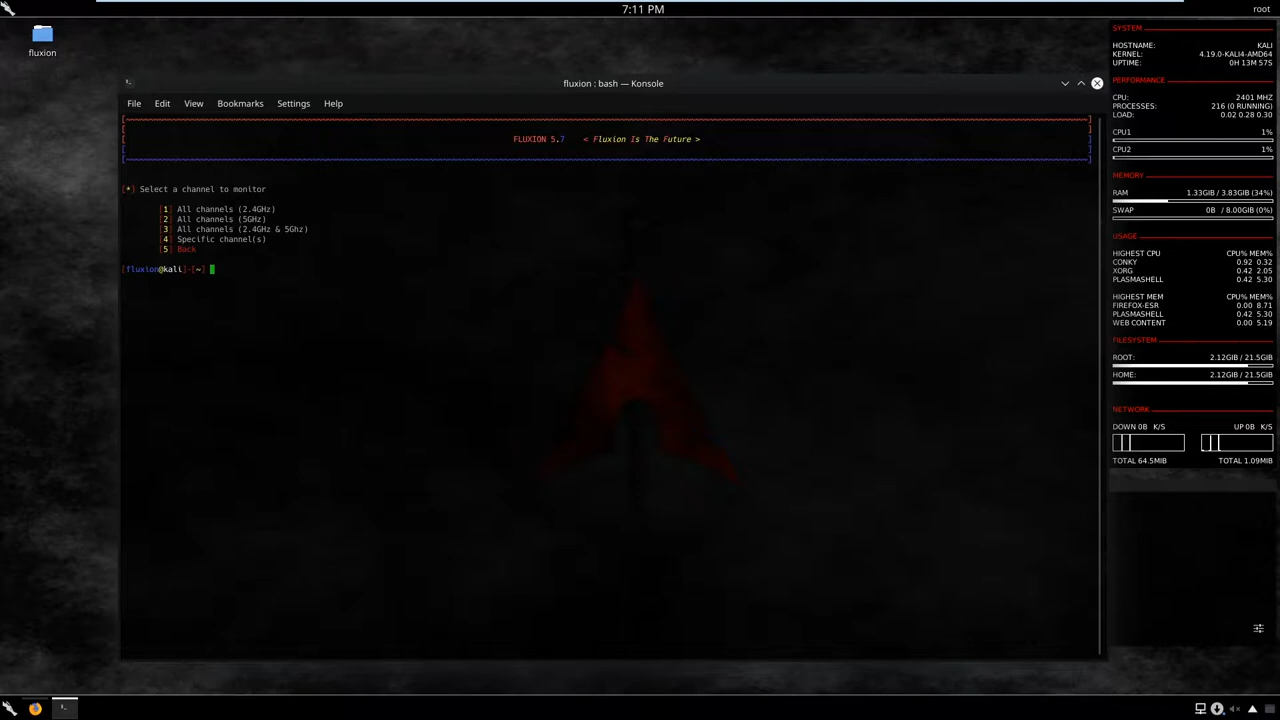 7:11 PM
root
fluxion
fluxion : bash — Konsole
File Edit View Bookmarks Settings Help
FLUXION 5.7 < Fluxion Is The Future >
[*] Select a channel to monitor
[1] All channels (2.4GHz)
[2] All channels (5GHz)
[3] All channels (2.4GHz & 5Ghz)
[4] Specific channel(s)
[5] Back
[fluxion@kali]-[~]
SYSTEM
HOSTNAME: KALI
KERNEL: 4.19.0-KALI4-AMD64
UPTIME: 0H 13M 57S
PERFORMANCE
CPU: 2401 MHZ
PROCESSES: 216 (0 RUNNING)
LOAD: 0.02 0.28 0.30
CPU1 1%
CPU2 1%
MEMORY
RAM 1.33GIB / 3.83GIB (34%)
SWAP 0B / 8.00GIB (0%)
USAGE
HIGHEST CPU CPU% MEM%
CONKY 0.92 0.32
XORG 0.42 2.05
PLASMASHELL 0.42 5.30
HIGHEST MEM CPU% MEM%
FIREFOX-ESR 0.00 8.71
PLASMASHELL 0.42 5.30
WEB CONTENT 0.00 5.19
FILESYSTEM
ROOT: 2.12GIB / 21.5GIB
HOME: 2.12GIB / 21.5GIB
NETWORK
DOWN 0B K/S UP 0B K/S
TOTAL 64.5MIB TOTAL 1.09MIB